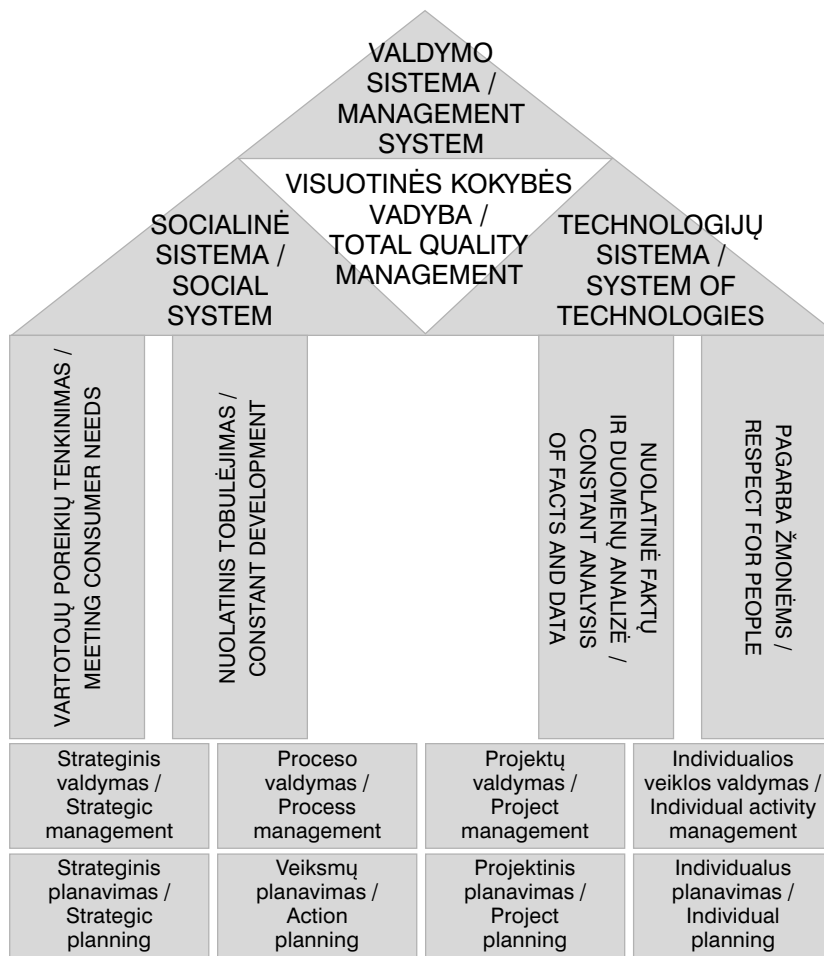 VALDYMO
SISTEMA /
MANAGEMENT
SYSTEM
VISUOTINĖS KOKYBĖS
VADYBA /
TOTAL QUALITY
MANAGEMENT
SOCIALINĖ
SISTEMA /
SOCIAL
SYSTEM
TECHNOLOGIJŲ
SISTEMA /
SYSTEM OF
TECHNOLOGIES
VARTOTOJŲ POREIKIŲ TENKINIMAS /
MEETING CONSUMER NEEDS
NUOLATINIS TOBULĖJIMAS /
CONSTANT DEVELOPMENT
NUOLATINĖ FAKTŲ
IR DUOMENŲ ANALIZĖ /
CONSTANT ANALYSIS
OF FACTS AND DATA
PAGARBA ŽMONĖMS /
RESPECT FOR PEOPLE
Strateginis
valdymas /
Strategic
management
Proceso
valdymas /
Process
management
Projektų
valdymas /
Project
management
Individualios
veiklos valdymas /
Individual activity
management
Strateginis
planavimas /
Strategic
planning
Veiksmų
planavimas /
Action
planning
Projektinis
planavimas /
Project
planning
Individualus
planavimas /
Individual
planning